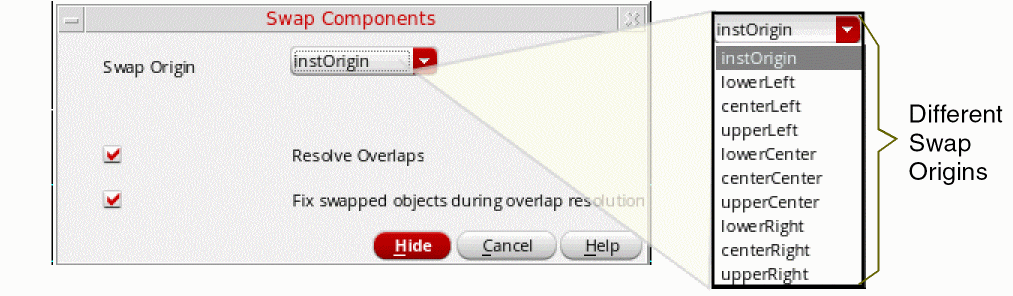 Swap Components
Swap Origin
instOrigin
Resolve Overlaps
Fix swapped objects during overlap resolution
Hide
Cancel
Help
instOrigin
instOrigin
lowerLeft
centerLeft
upperLeft
lowerCenter
centerCenter
upperCenter
lowerRight
centerRight
upperRight
Different
Swap
Origins